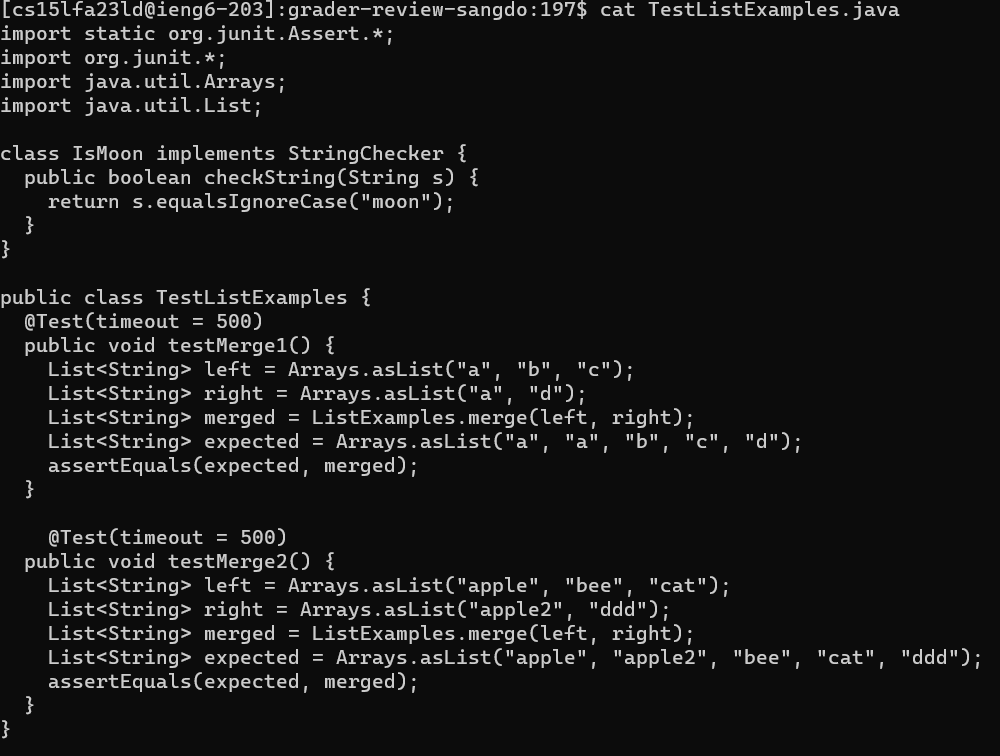 [cs15lfa23ld@ieng6-203]:grader-review-sangdo:197$ cat TestListExamples.java
import static org.junit.Assert.*;
import org.junit.*;
import java.util.Arrays;
import java.util.List;

class IsMoon implements StringChecker {
  public boolean checkString(String s) {
    return s.equalsIgnoreCase("moon");
  }
}

public class TestListExamples {
  @Test(timeout = 500)
  public void testMerge1() {
    List<String> left = Arrays.asList("a", "b", "c");
    List<String> right = Arrays.asList("a", "d");
    List<String> merged = ListExamples.merge(left, right);
    List<String> expected = Arrays.asList("a", "a", "b", "c", "d");
    assertEquals(expected, merged);
  }

    @Test(timeout = 500)
  public void testMerge2() {
    List<String> left = Arrays.asList("apple", "bee", "cat");
    List<String> right = Arrays.asList("apple2", "ddd");
    List<String> merged = ListExamples.merge(left, right);
    List<String> expected = Arrays.asList("apple", "apple2", "bee", "cat", "ddd");
    assertEquals(expected, merged);
  }
}